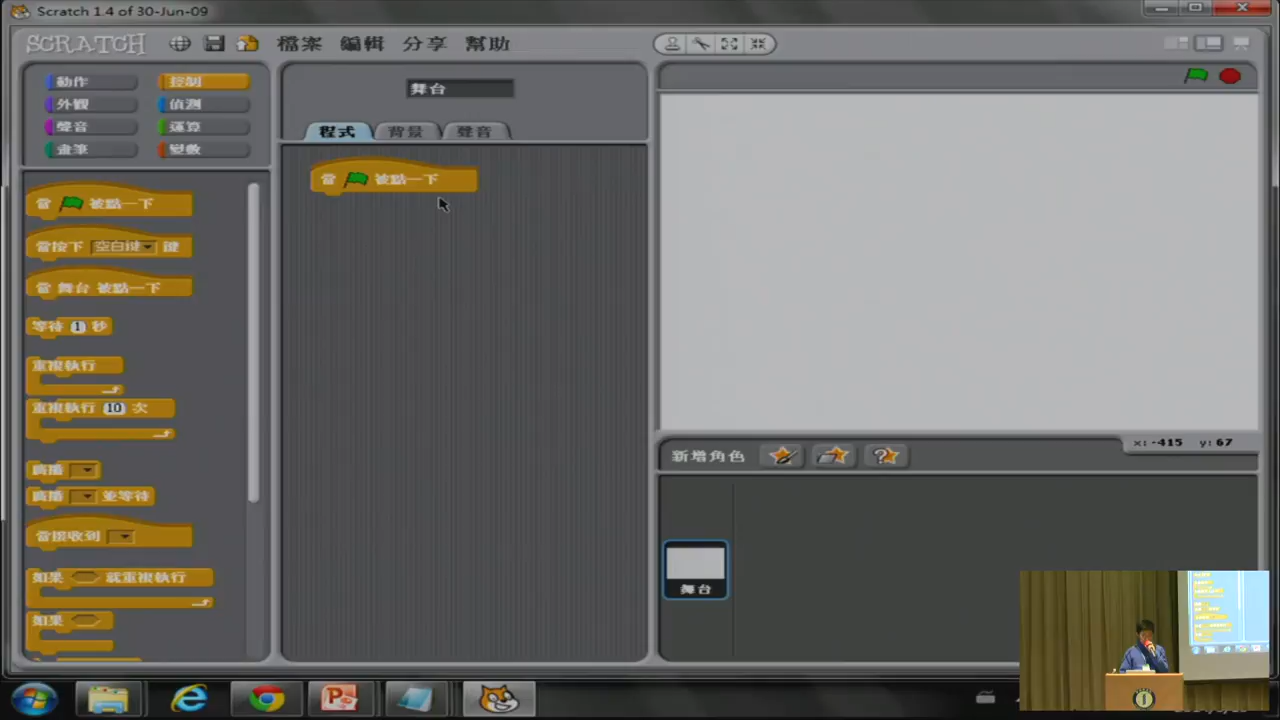 Scratch 1.4 of 30-Jun-09
SCRATCH 檔案 編輯 分享 幫助
動作 控制
外觀 偵測
聲音 運算
畫筆 變數
舞台
程式 背景 聲音
當 被點一下
當 被點一下
當按下 空白鍵 鍵
當 舞台 被點一下
等待 1 秒
重複執行
重複執行 10 次
廣播
廣播 並等待
當接收到
如果 就重複執行
如果
x: -415 y: 67
新增角色
舞台